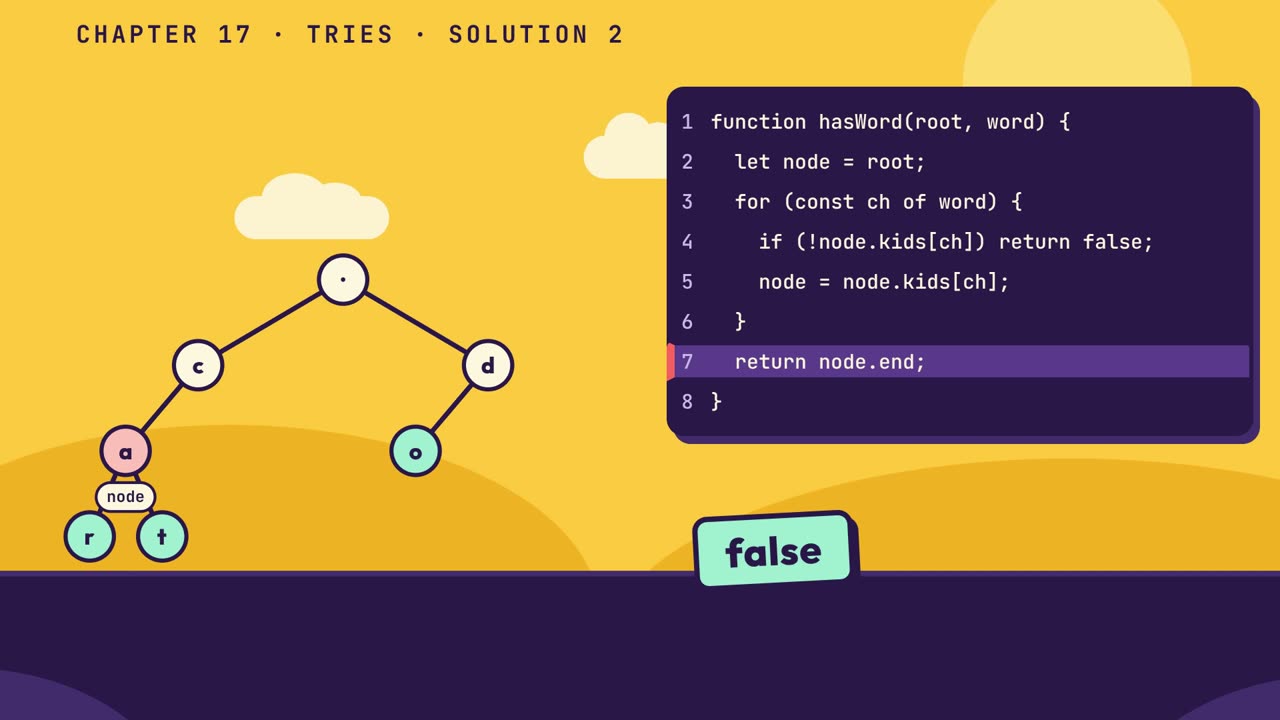 CHAPTER 17 · TRIES · SOLUTION 2
1 function hasWord(root, word) {
2 let node = root;
3 for (const ch of word) {
4 if (!node.kids[ch]) return false;
5 node = node.kids[ch];
6 }
7 return node.end;
8 }
·
c d
a o
node
r t
false